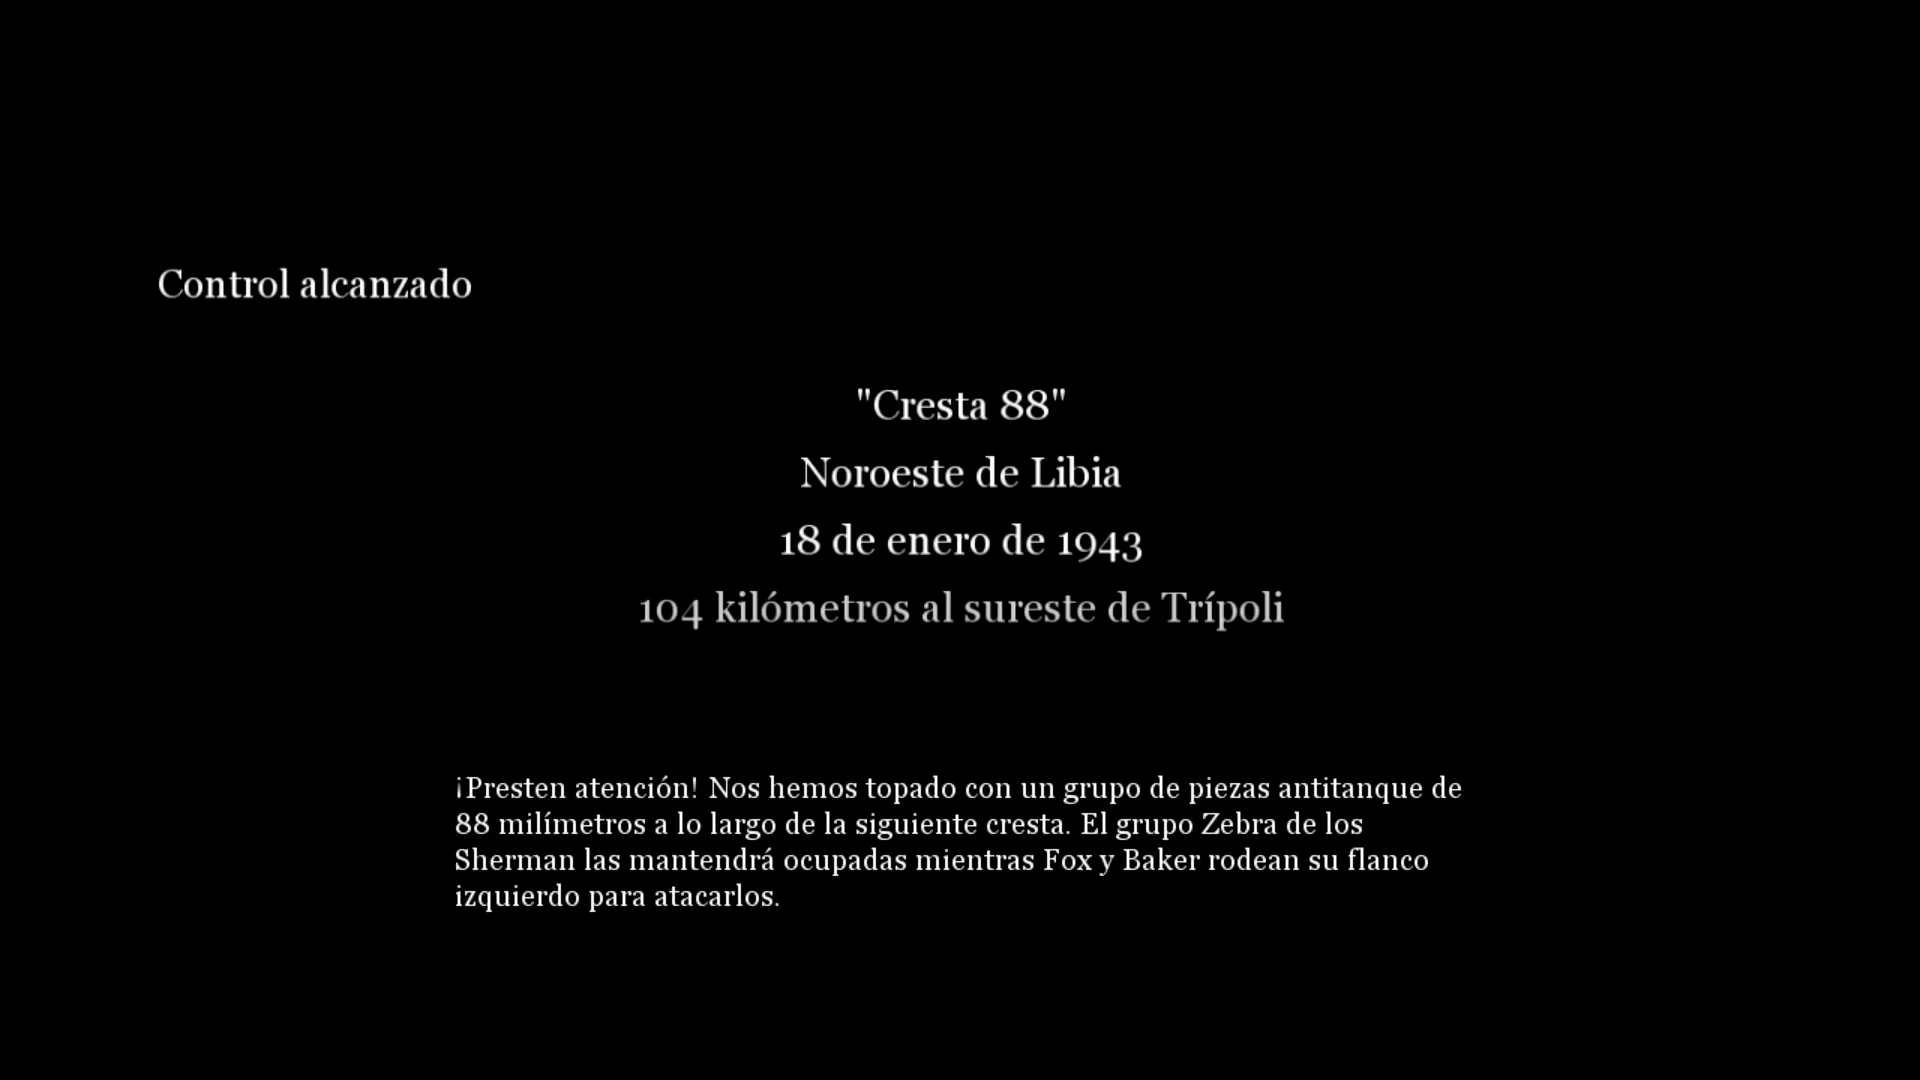 Control alcanzado
"Cresta 88"
Noroeste de Libia
18 de enero de 1943
104 kilómetros al sureste de Trípoli
¡Presten atención! Nos hemos topado con un grupo de piezas antitanque de
88 milímetros a lo largo de la siguiente cresta. El grupo Zebra de los
Sherman las mantendrá ocupadas mientras Fox y Baker rodean su flanco
izquierdo para atacarlos.